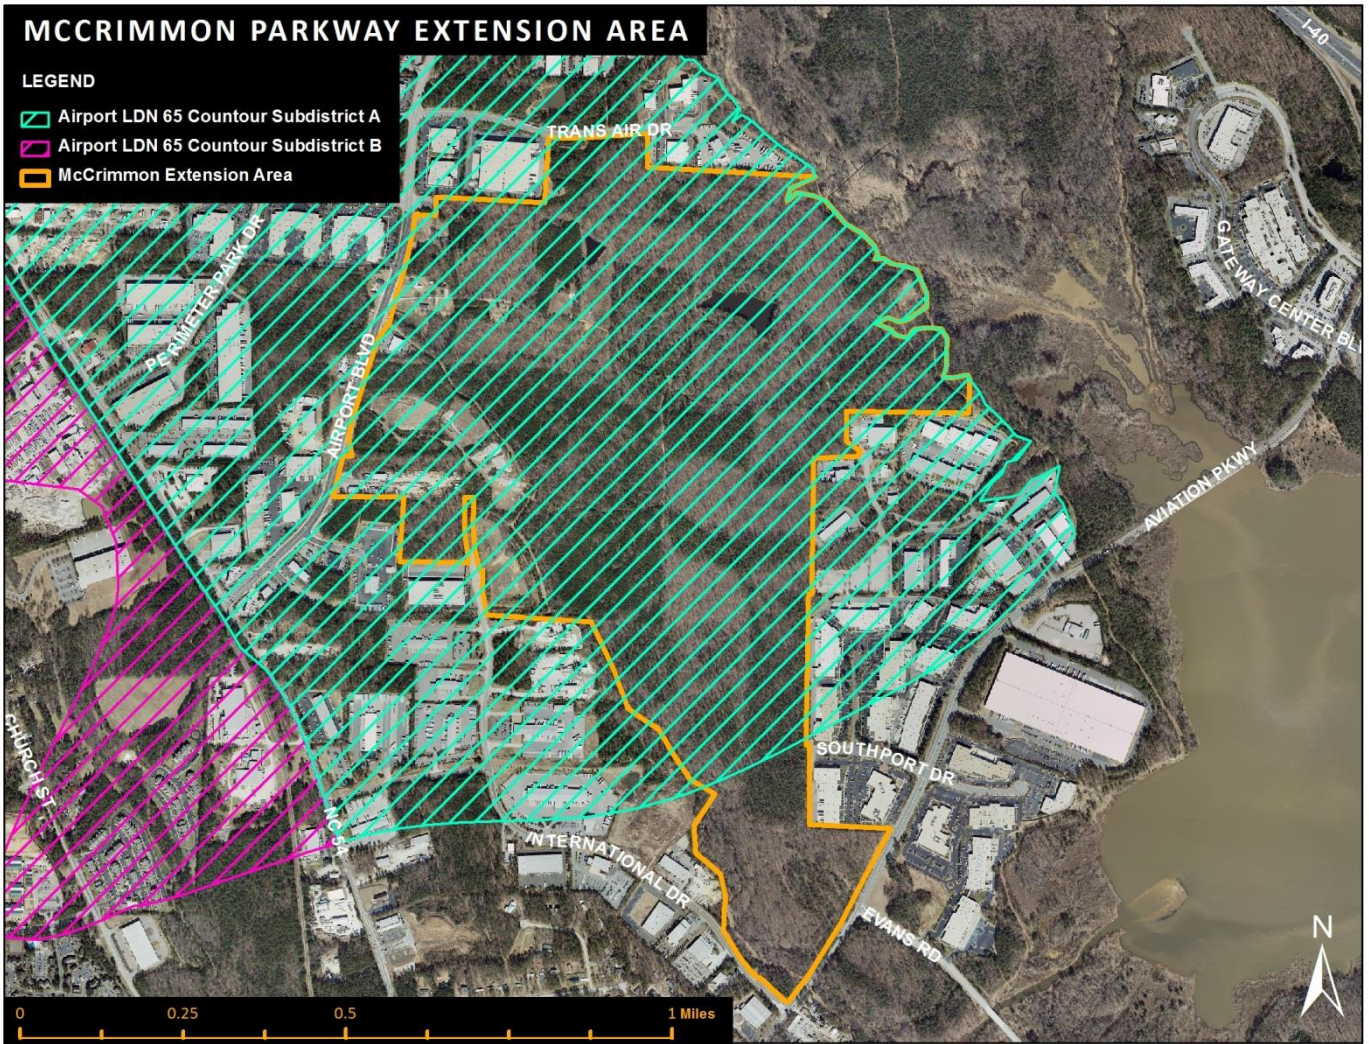 MCCRIMMON PARKWAY EXTENSION AREA
LEGEND
Airport LDN 65 Countour Subdistrict A
Airport LDN 65 Countour Subdistrict B
McCrimmon Extension Area
I-40
TRANS AIR DR
PERIMETER PARK DR
GATEWAY CENTER BL
AIRPORT BLVD
AVIATION PKWY
CHURCH ST
NC 54
SOUTHPORT DR
INTERNATIONAL DR
EVANS RD
N
0 0.25 0.5 1 Miles